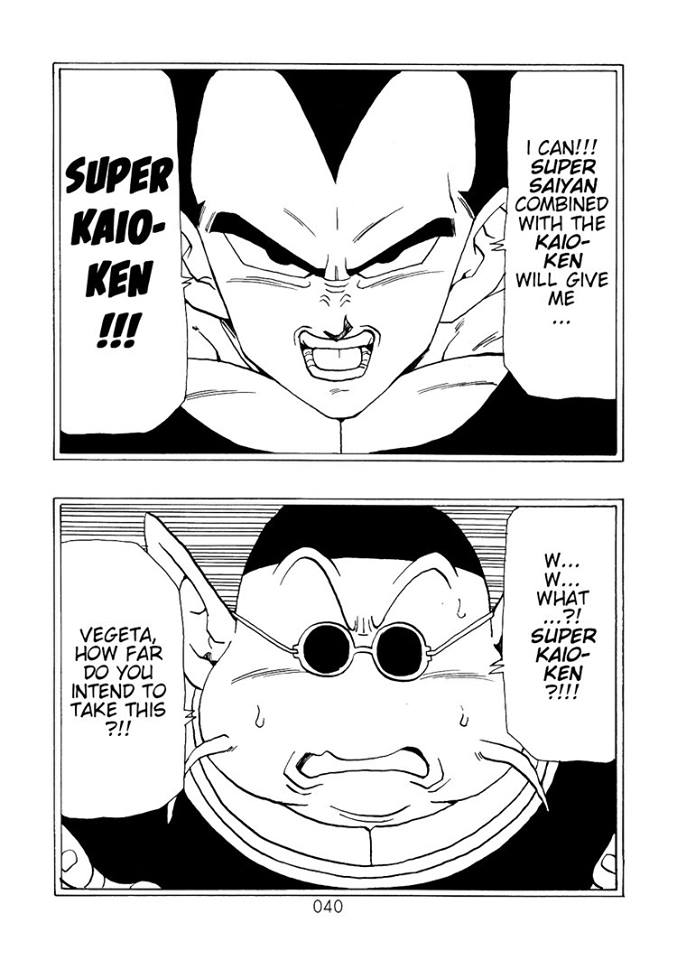 I CAN!!!
SUPER
SAIYAN
COMBINED
WITH THE
KAIO-
KEN
WILL GIVE
ME
...
SUPER
KAIO-
KEN
!!!
W...
W...
WHAT
...?!
SUPER
KAIO-
KEN
?!!!
VEGETA,
HOW FAR
DO YOU
INTEND TO
TAKE THIS
?!!
040